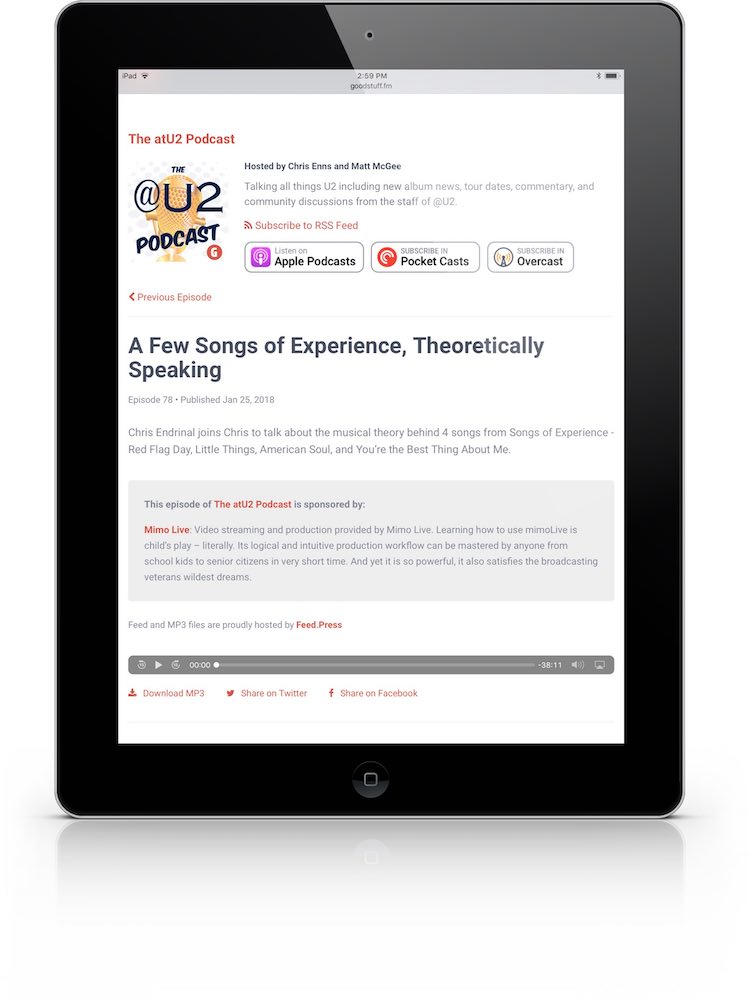 iPad 2:59 PM
goodstuff.fm
The atU2 Podcast
THE
@U2
PODCAST
G
Hosted by Chris Enns and Matt McGee
Talking all things U2 including new album news, tour dates, commentary, and
community discussions from the staff of @U2.
Subscribe to RSS Feed
Listen on
Apple Podcasts
SUBSCRIBE IN
Pocket Casts
SUBSCRIBE IN
Overcast
Previous Episode
A Few Songs of Experience, Theoretically
Speaking
Episode 78 • Published Jan 25, 2018
Chris Endrinal joins Chris to talk about the musical theory behind 4 songs from Songs of Experience -
Red Flag Day, Little Things, American Soul, and You’re the Best Thing About Me.
This episode of The atU2 Podcast is sponsored by:
Mimo Live: Video streaming and production provided by Mimo Live. Learning how to use mimoLive is
child’s play – literally. Its logical and intuitive production workflow can be mastered by anyone from
school kids to senior citizens in very short time. And yet it is so powerful, it also satisfies the broadcasting
veterans wildest dreams.
Feed and MP3 files are proudly hosted by Feed.Press
00:00 -38:11
Download MP3 Share on Twitter Share on Facebook